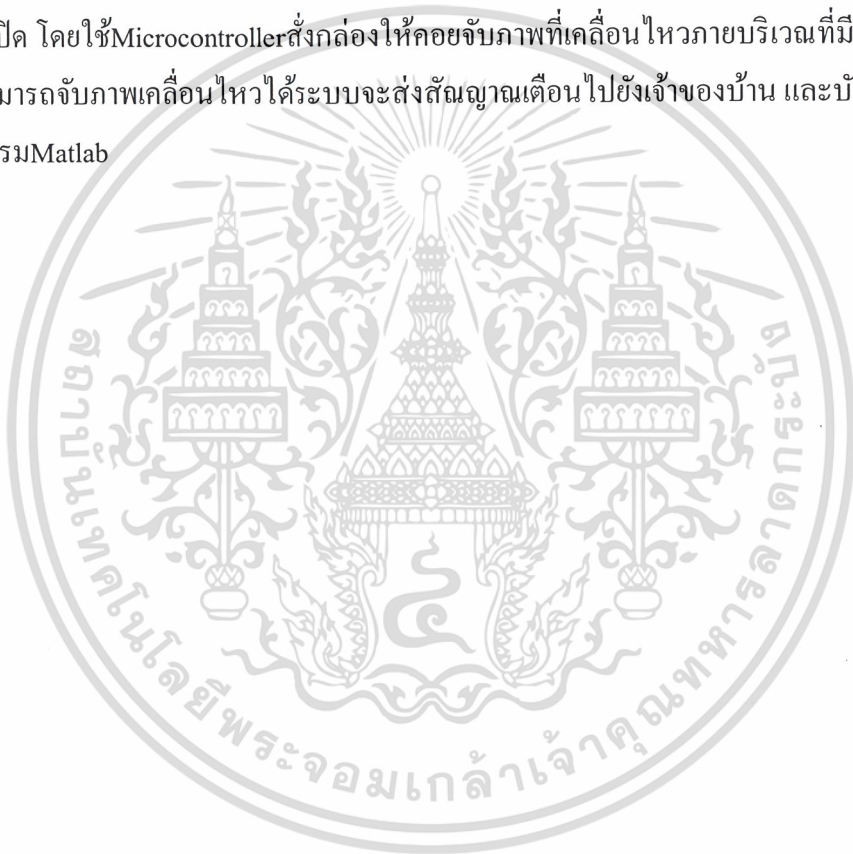 ปิด โดยใช้Microcontrollerสั่งกล่องให้คอยจับภาพที่เคลื่อนไหวภายบริเวณที่มี
มารถจับภาพเคลื่อนไหวได้ระบบจะส่งสัณญาณเตือนไปยังเจ้าของบ้าน และบั
รมMatlab
สถาบันเทคโนโลยีพระจอมเกล้าเจ้าคุณทหารลาดกระบัง